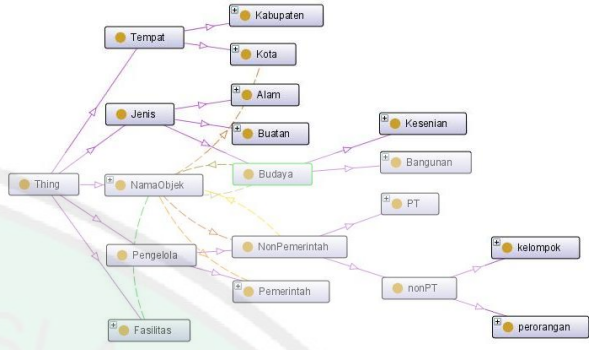 Kabupaten
Tempat
Kota
Alam
Jenis
Kesenian
Buatan
Bangunan
Budaya
Thing
NamaObjek
PT
NonPemerintah
kelompok
Pengelola
Pemerintah
nonPT
Fasilitas
perorangan